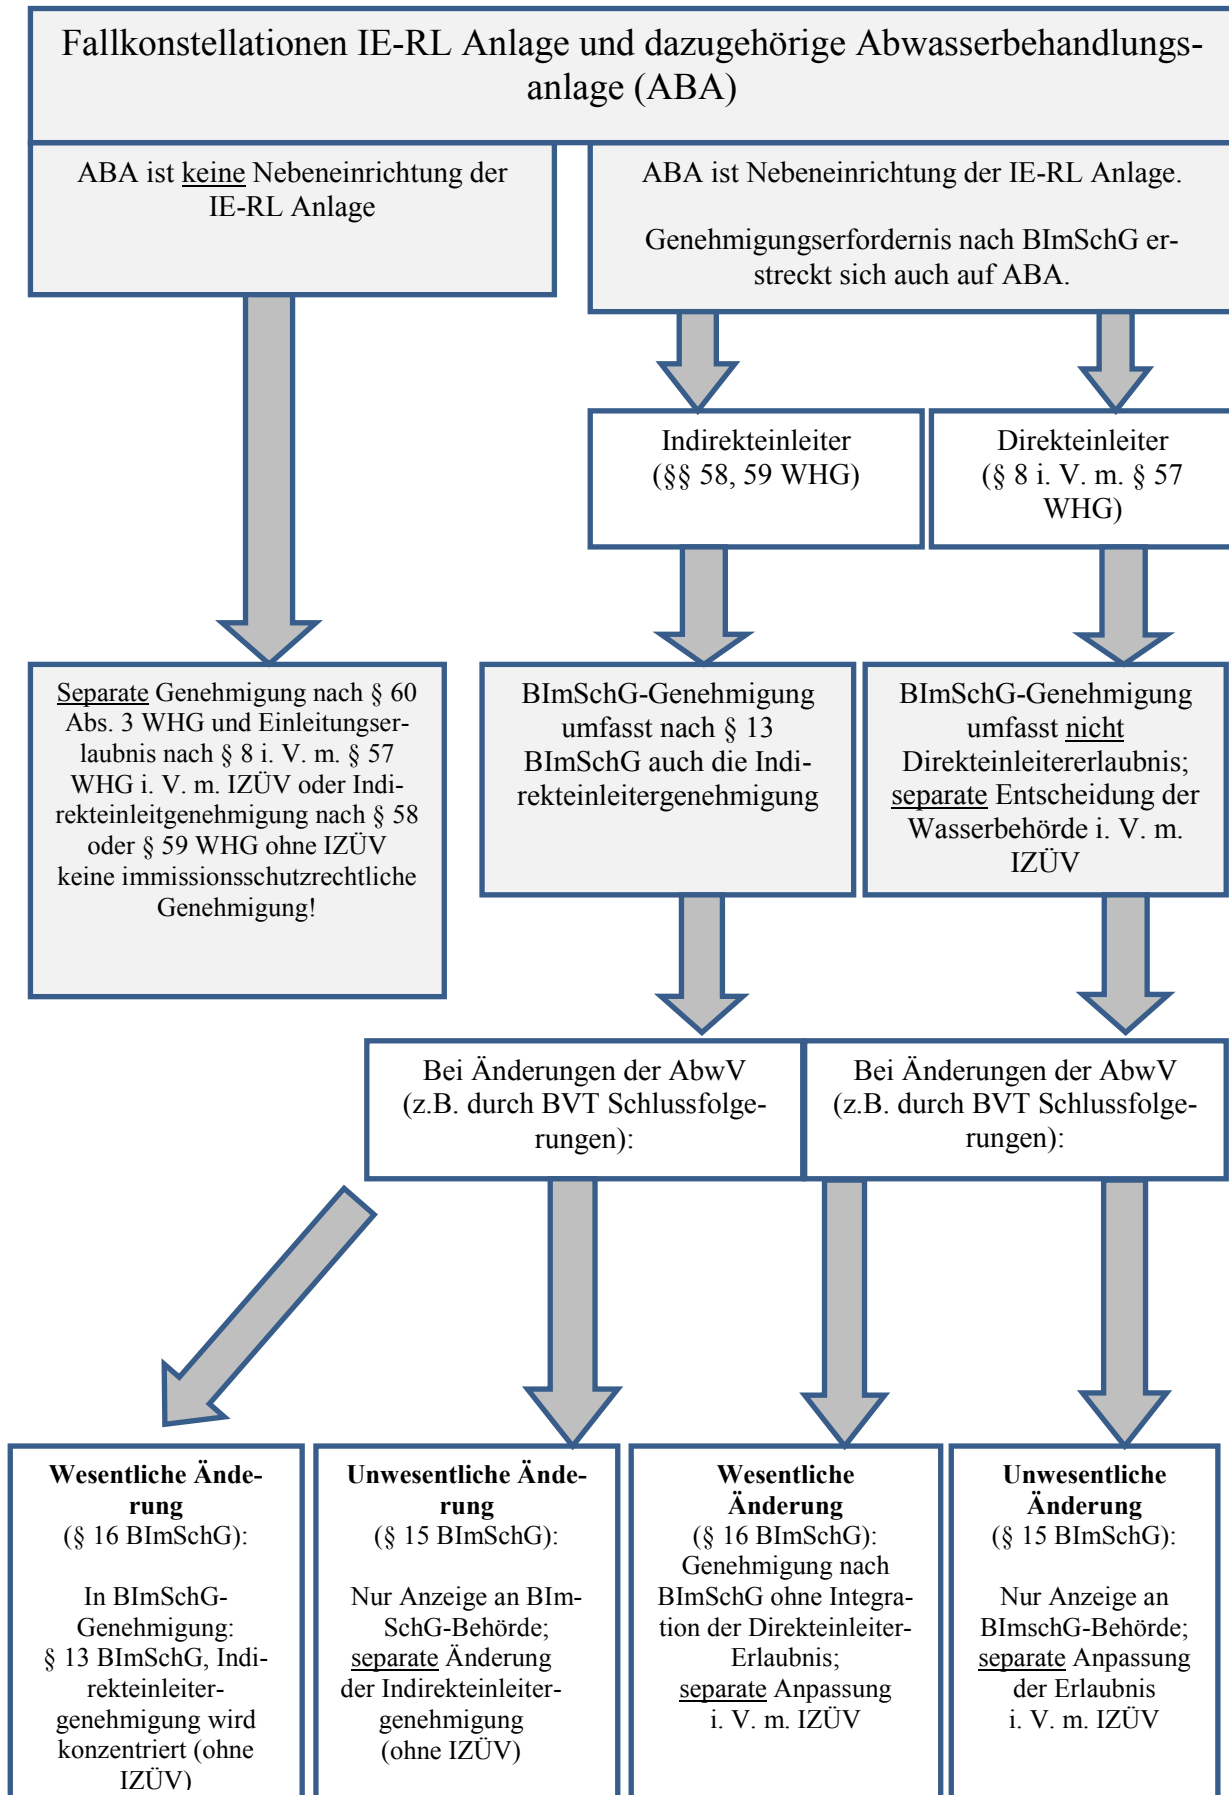 Fallkonstellationen IE-RL Anlage und dazugehörige Abwasserbehandlungs-
anlage (ABA)
ABA ist keine Nebeneinrichtung der
IE-RL Anlage
ABA ist Nebeneinrichtung der IE-RL Anlage.
Genehmigungserfordernis nach BImSchG er-
streckt sich auch auf ABA.
Indirekteinleiter
(§§ 58, 59 WHG)
Direkteinleiter
(§ 8 i. V. m. § 57
WHG)
Separate Genehmigung nach § 60
Abs. 3 WHG und Einleitungser-
laubnis nach § 8 i. V. m. § 57
WHG i. V. m. IZÜV oder Indi-
rekteinleitgenehmigung nach § 58
oder § 59 WHG ohne IZÜV
keine immissionsschutzrechtliche
Genehmigung!
BImSchG-Genehmigung
umfasst nach § 13
BImSchG auch die Indi-
rekteinleitergenehmigung
BImSchG-Genehmigung
umfasst nicht
Direkteinleitererlaubnis;
separate Entscheidung der
Wasserbehörde i. V. m.
IZÜV
Bei Änderungen der AbwV
(z.B. durch BVT Schlussfolge-
rungen):
Bei Änderungen der AbwV
(z.B. durch BVT Schlussfolge-
rungen):
Wesentliche Ände-
rung
(§ 16 BImSchG):
In BImSchG-
Genehmigung:
§ 13 BImSchG, Indi-
rekteinleiter-
genehmigung wird
konzentriert (ohne
IZÜV)
Unwesentliche Ände-
rung
(§ 15 BImSchG):
Nur Anzeige an BIm-
SchG-Behörde;
separate Änderung
der Indirekteinleiter-
genehmigung
(ohne IZÜV)
Wesentliche
Änderung
(§ 16 BImSchG):
Genehmigung nach
BImSchG ohne Integra-
tion der Direkteinleiter-
Erlaubnis;
separate Anpassung
i. V. m. IZÜV
Unwesentliche
Änderung
(§ 15 BImSchG):
Nur Anzeige an
BImschG-Behörde;
separate Anpassung
der Erlaubnis
i. V. m. IZÜV